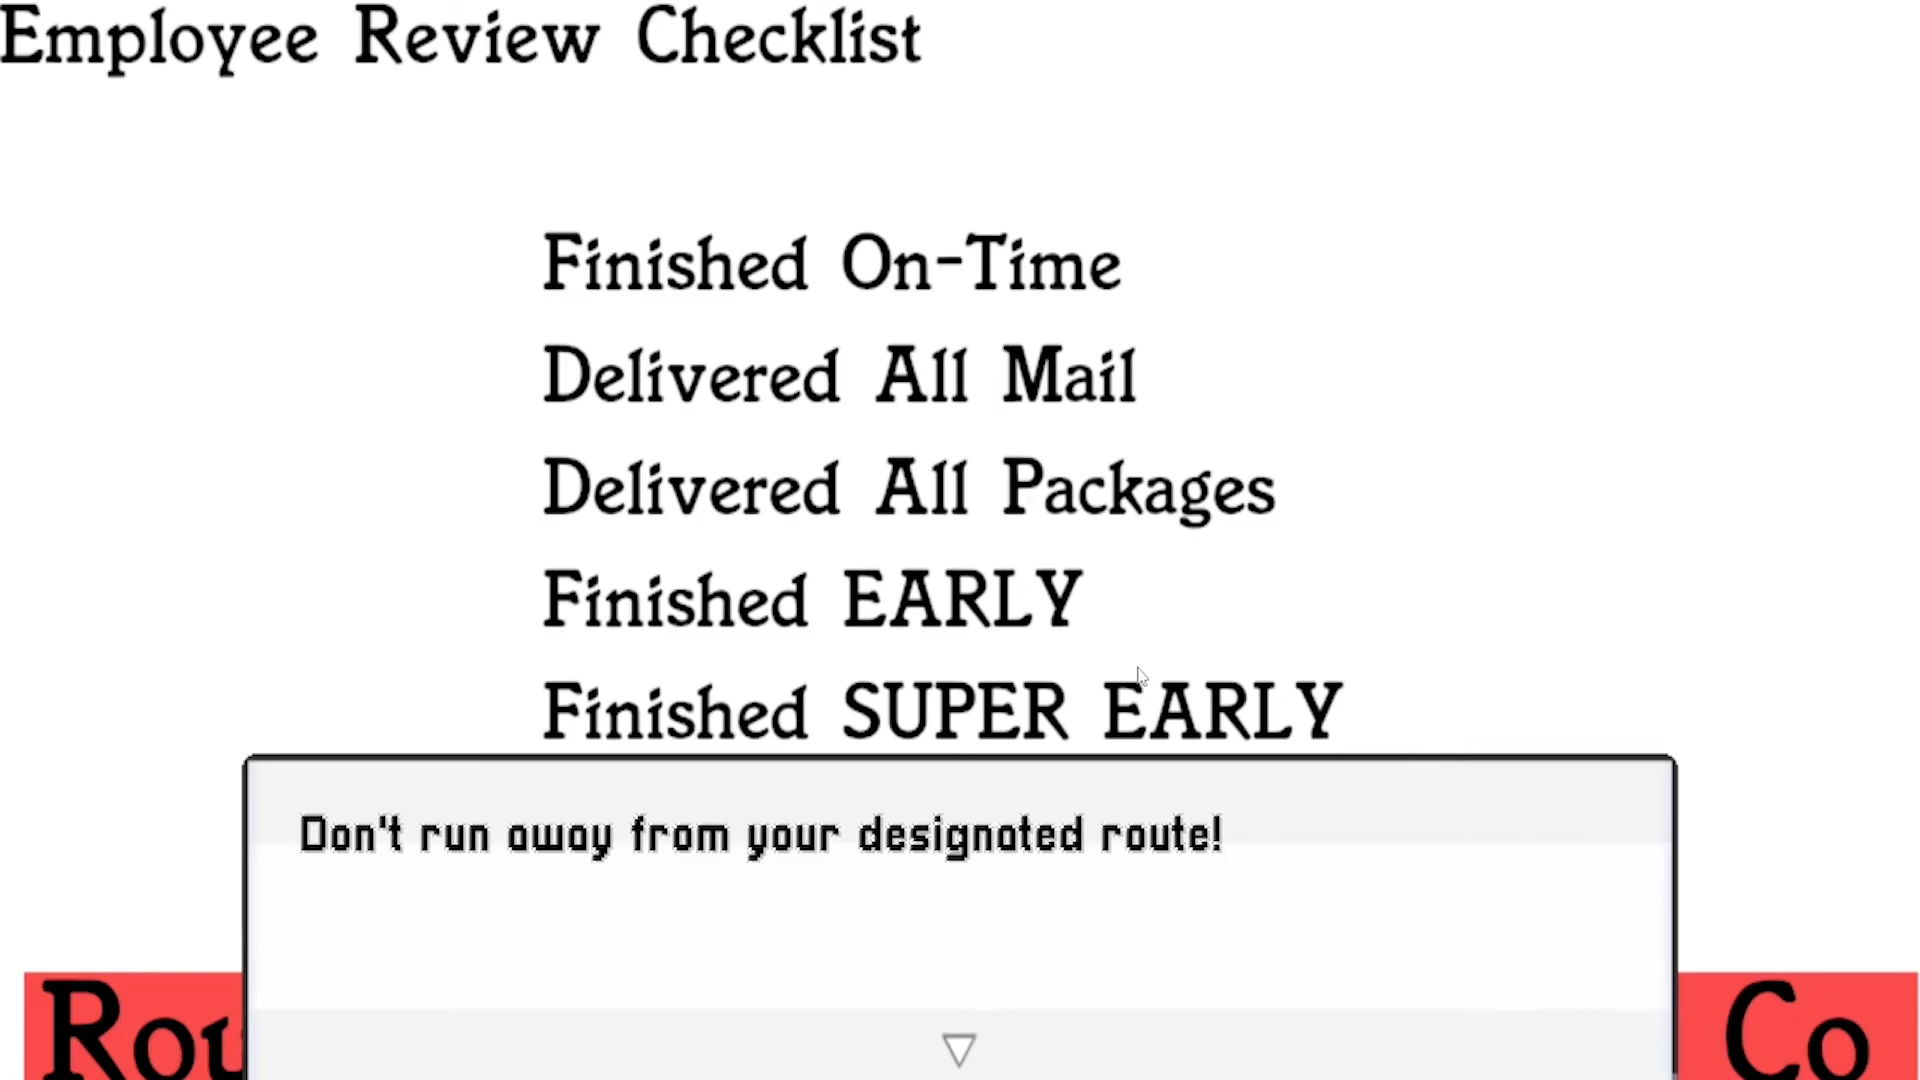 Employee Review Checklist
Finished On-Time
Delivered All Mail
Delivered All Packages
Finished EARLY
Finished SUPER EARLY
Don't run away from your designated route!
Co